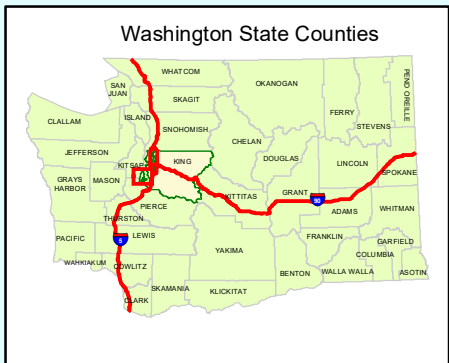 Washington State Counties
WHATCOM
SAN
JUAN
SKAGIT
ISLAND
CLALLAM
SNOHOMISH
JEFFERSON
KITSAP
KING
GRAYS
HARBOR
MASON
PIERCE
THURSTON
PACIFIC
LEWIS
5
WAHKIAKUM
COWLITZ
CLARK
SKAMANIA
OKANOGAN
CHELAN
DOUGLAS
KITTITAS
GRANT
90
YAKIMA
KLICKITAT
FERRY
STEVENS
PEND OREILLE
LINCOLN
SPOKANE
ADAMS
WHITMAN
FRANKLIN
GARFIELD
COLUMBIA
BENTON
WALLA WALLA
ASOTIN